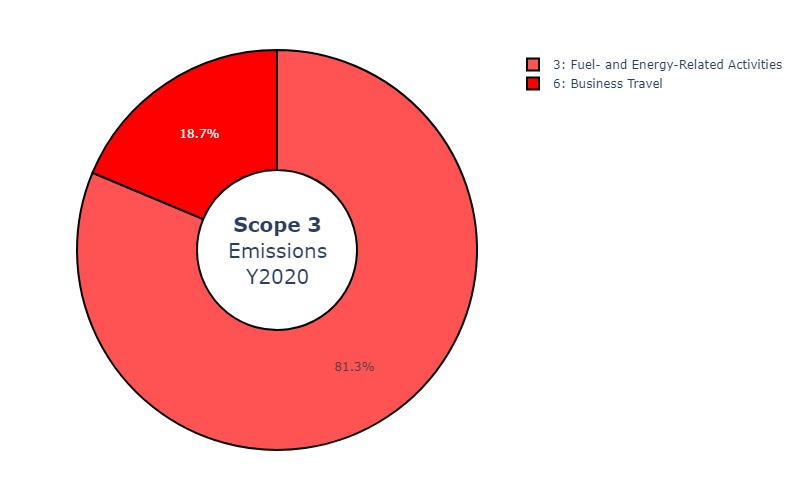 3: Fuel- and Energy-Related Activities
6: Business Travel
18.7%
Scope 3
Emissions
Y2020
81.3%